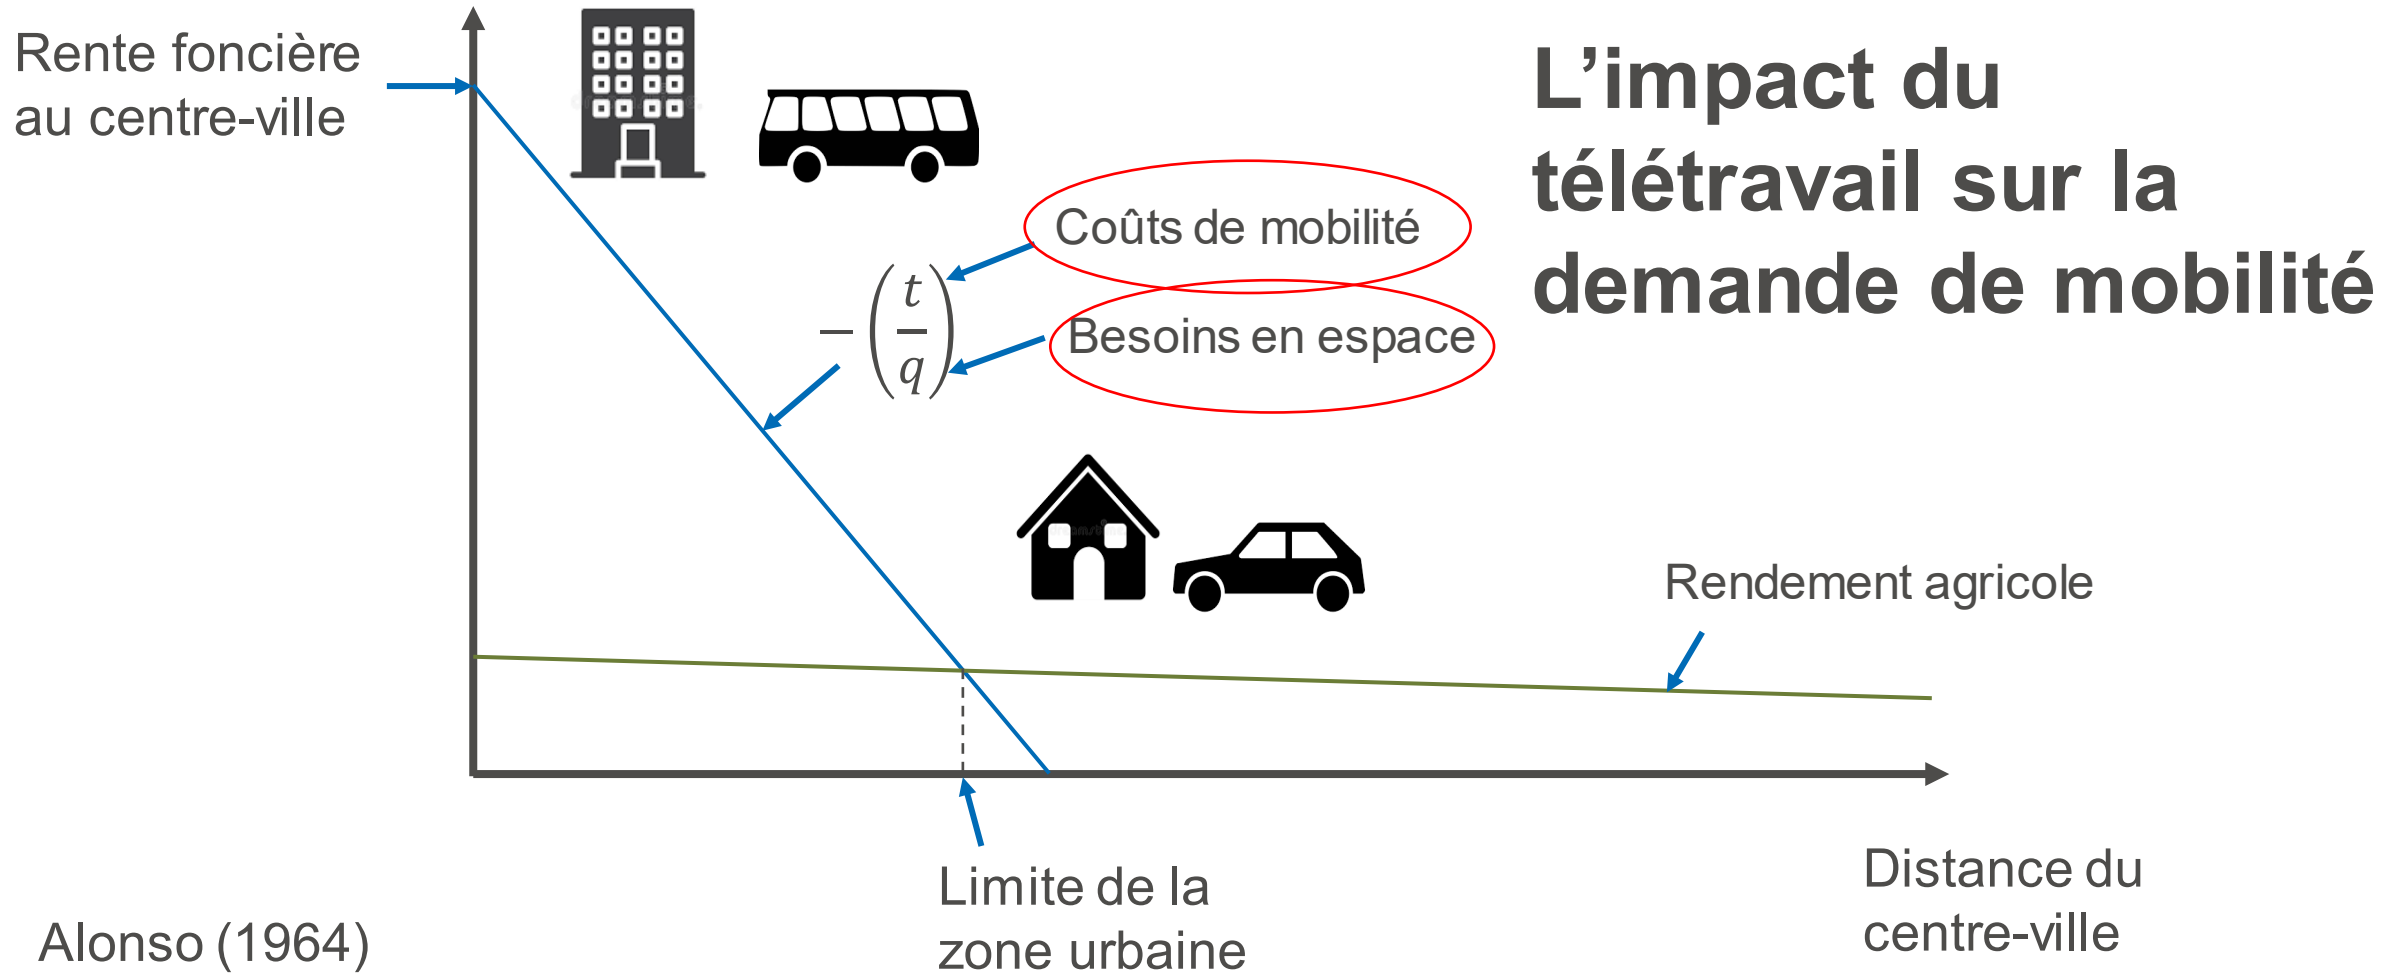 Rente foncière
au centre-ville
L’impact du
télétravail sur la
demande de mobilité
Coûts de mobilité
−(t/q)
Besoins en espace
Rendement agricole
Limite de la
zone urbaine
Distance du
centre-ville
Alonso (1964)